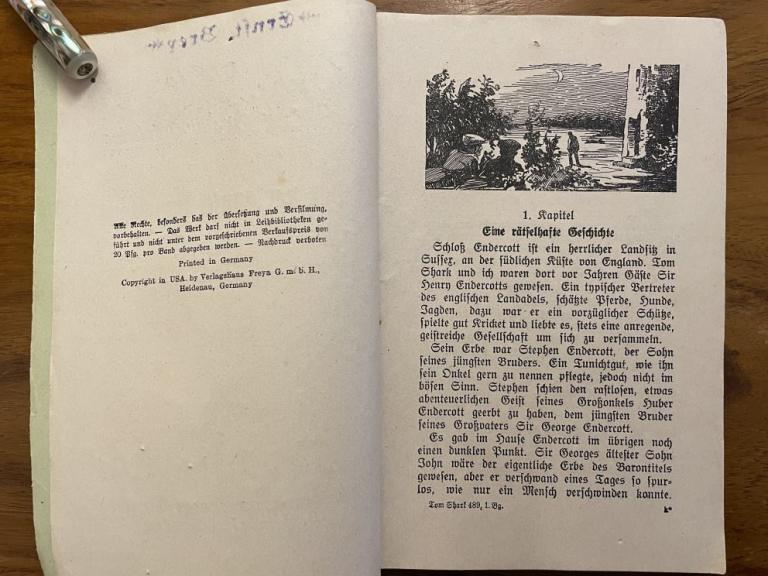 Ernst
Alle Rechte, besonders das der Übersetzung und Verfilmung,
vorbehalten. — Das Werk darf nicht in Leihbibliotheken ge-
führt und nicht unter dem vorgeschriebenen Verkaufspreis von
20 Pfg. pro Band abgegeben werden. — Nachdruck verboten
Printed in Germany
Copyright in USA. by Verlagshaus Freya G. m. b. H.,
Heidenau, Germany
1. Kapitel
Eine rätselhafte Geschichte
Schloß Endercott ist ein herrlicher Landsitz in
Sussex, an der südlichen Küste von England. Tom
Shark und ich waren dort vor Jahren Gäste Sir
Henry Endercotts gewesen. Ein typischer Vertreter
des englischen Landadels, schätzte Pferde, Hunde,
Jagden, dazu war er ein vorzüglicher Schütze,
spielte gut Kricket und liebte es, stets eine anregende,
geistreiche Gesellschaft um sich zu versammeln.
Sein Erbe war Stephen Endercott, der Sohn
seines jüngsten Bruders. Ein Tunichtgut, wie ihn
sein Onkel gern zu nennen pflegte, jedoch nicht im
bösen Sinn. Stephen schien den rastlosen, etwas
abenteuerlichen Geist seines Großonkels Huber
Endercott geerbt zu haben, dem jüngsten Bruder
seines Großvaters Sir George Endercott.
Es gab im Hause Endercott im übrigen noch
einen dunklen Punkt. Sir Georges ältester Sohn
John wäre der eigentliche Erbe des Barontitels
gewesen, aber er verschwand eines Tages so spur-
los, wie nur ein Mensch verschwinden konnte.
Tom Shark 489, 1. Bg.